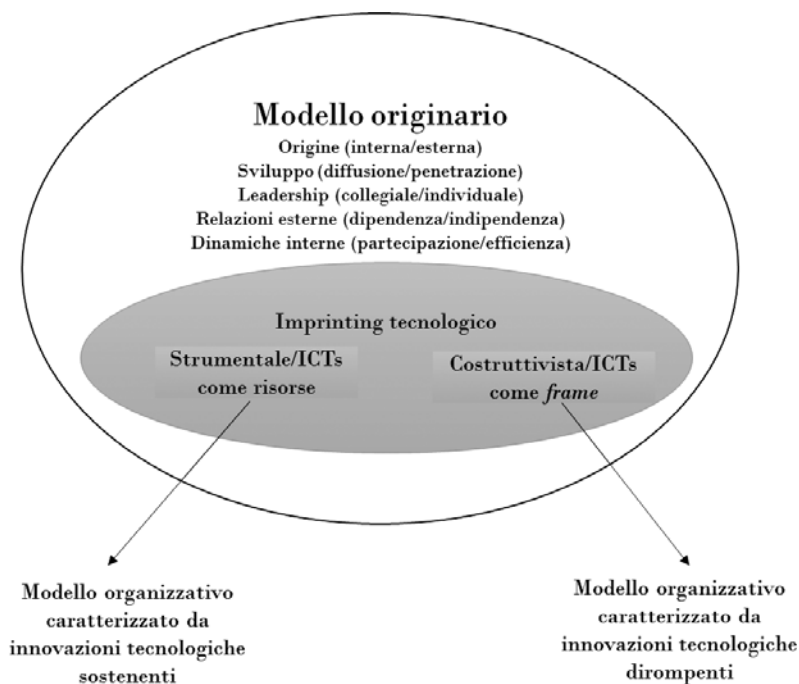 Modello originario
Origine (interna/esterna)
Sviluppo (diffusione/penetrazione)
Leadership (collegiale/individuale)
Relazioni esterne (dipendenza/indipendenza)
Dinamiche interne (partecipazione/efficienza)
Imprinting tecnologico
Strumentale/ICTs
come risorse
Costruttivista/ICTs
come frame
Modello organizzativo
caratterizzato da
innovazioni tecnologiche
sostenenti
Modello organizzativo
caratterizzato da
innovazioni tecnologiche
dirompenti